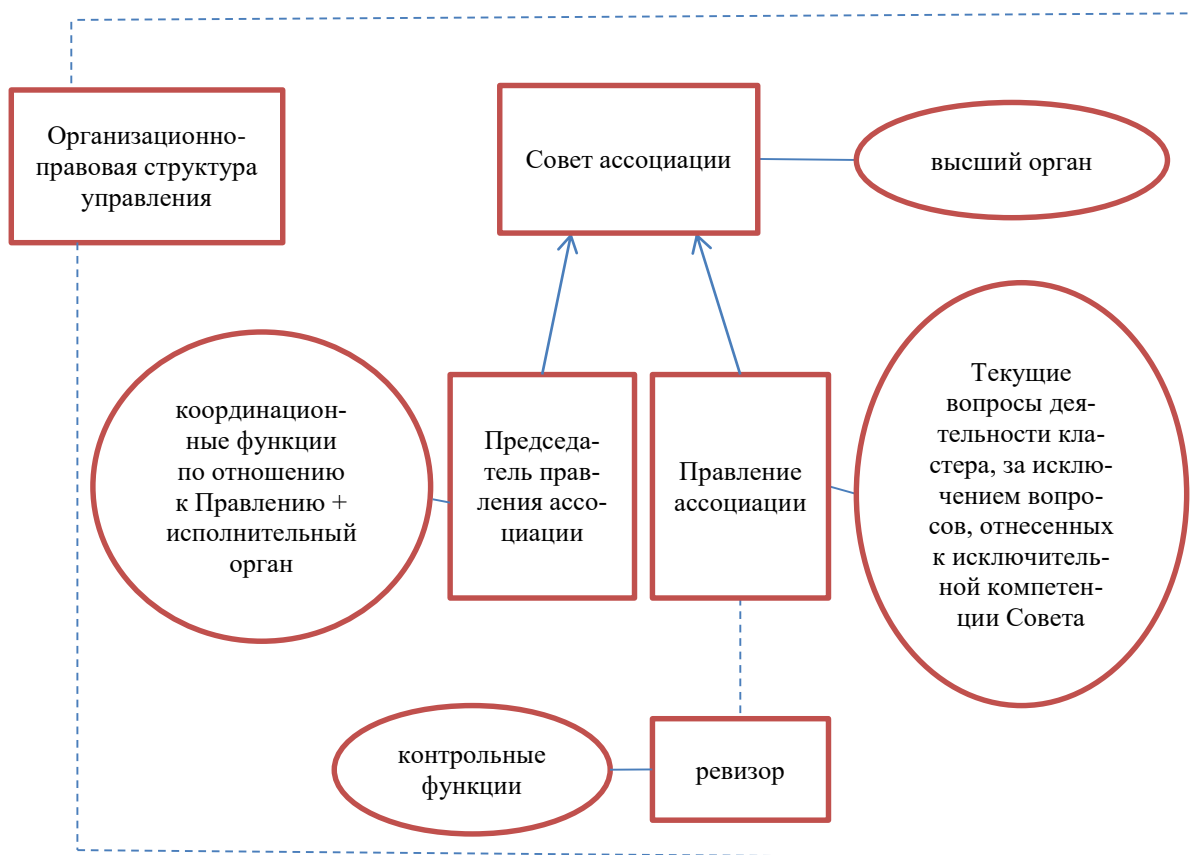 Организационно-
правовая структура
управления
Совет ассоциации
высший орган
координацион-
ные функции
по отношению
к Правлению +
исполнительный
орган
Председа-
тель прав-
ления ассо-
циации
Правление
ассоциации
Текущие
вопросы дея-
тельности кла-
стера, за исклю-
чением вопро-
сов, отнесенных
к исключитель-
ной компетен-
ции Совета
контрольные
функции
ревизор